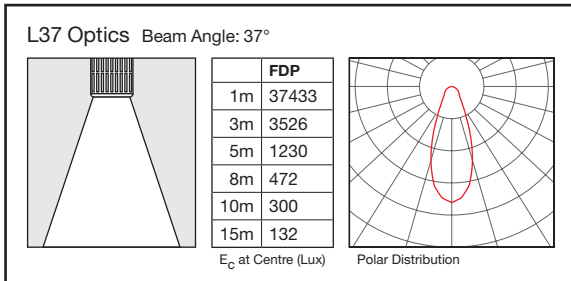 L37 Optics Beam Angle: 37°
FDP
1m 37433
3m 3526
5m 1230
8m 472
10m 300
15m 132
EC at Centre (Lux)
Polar Distribution